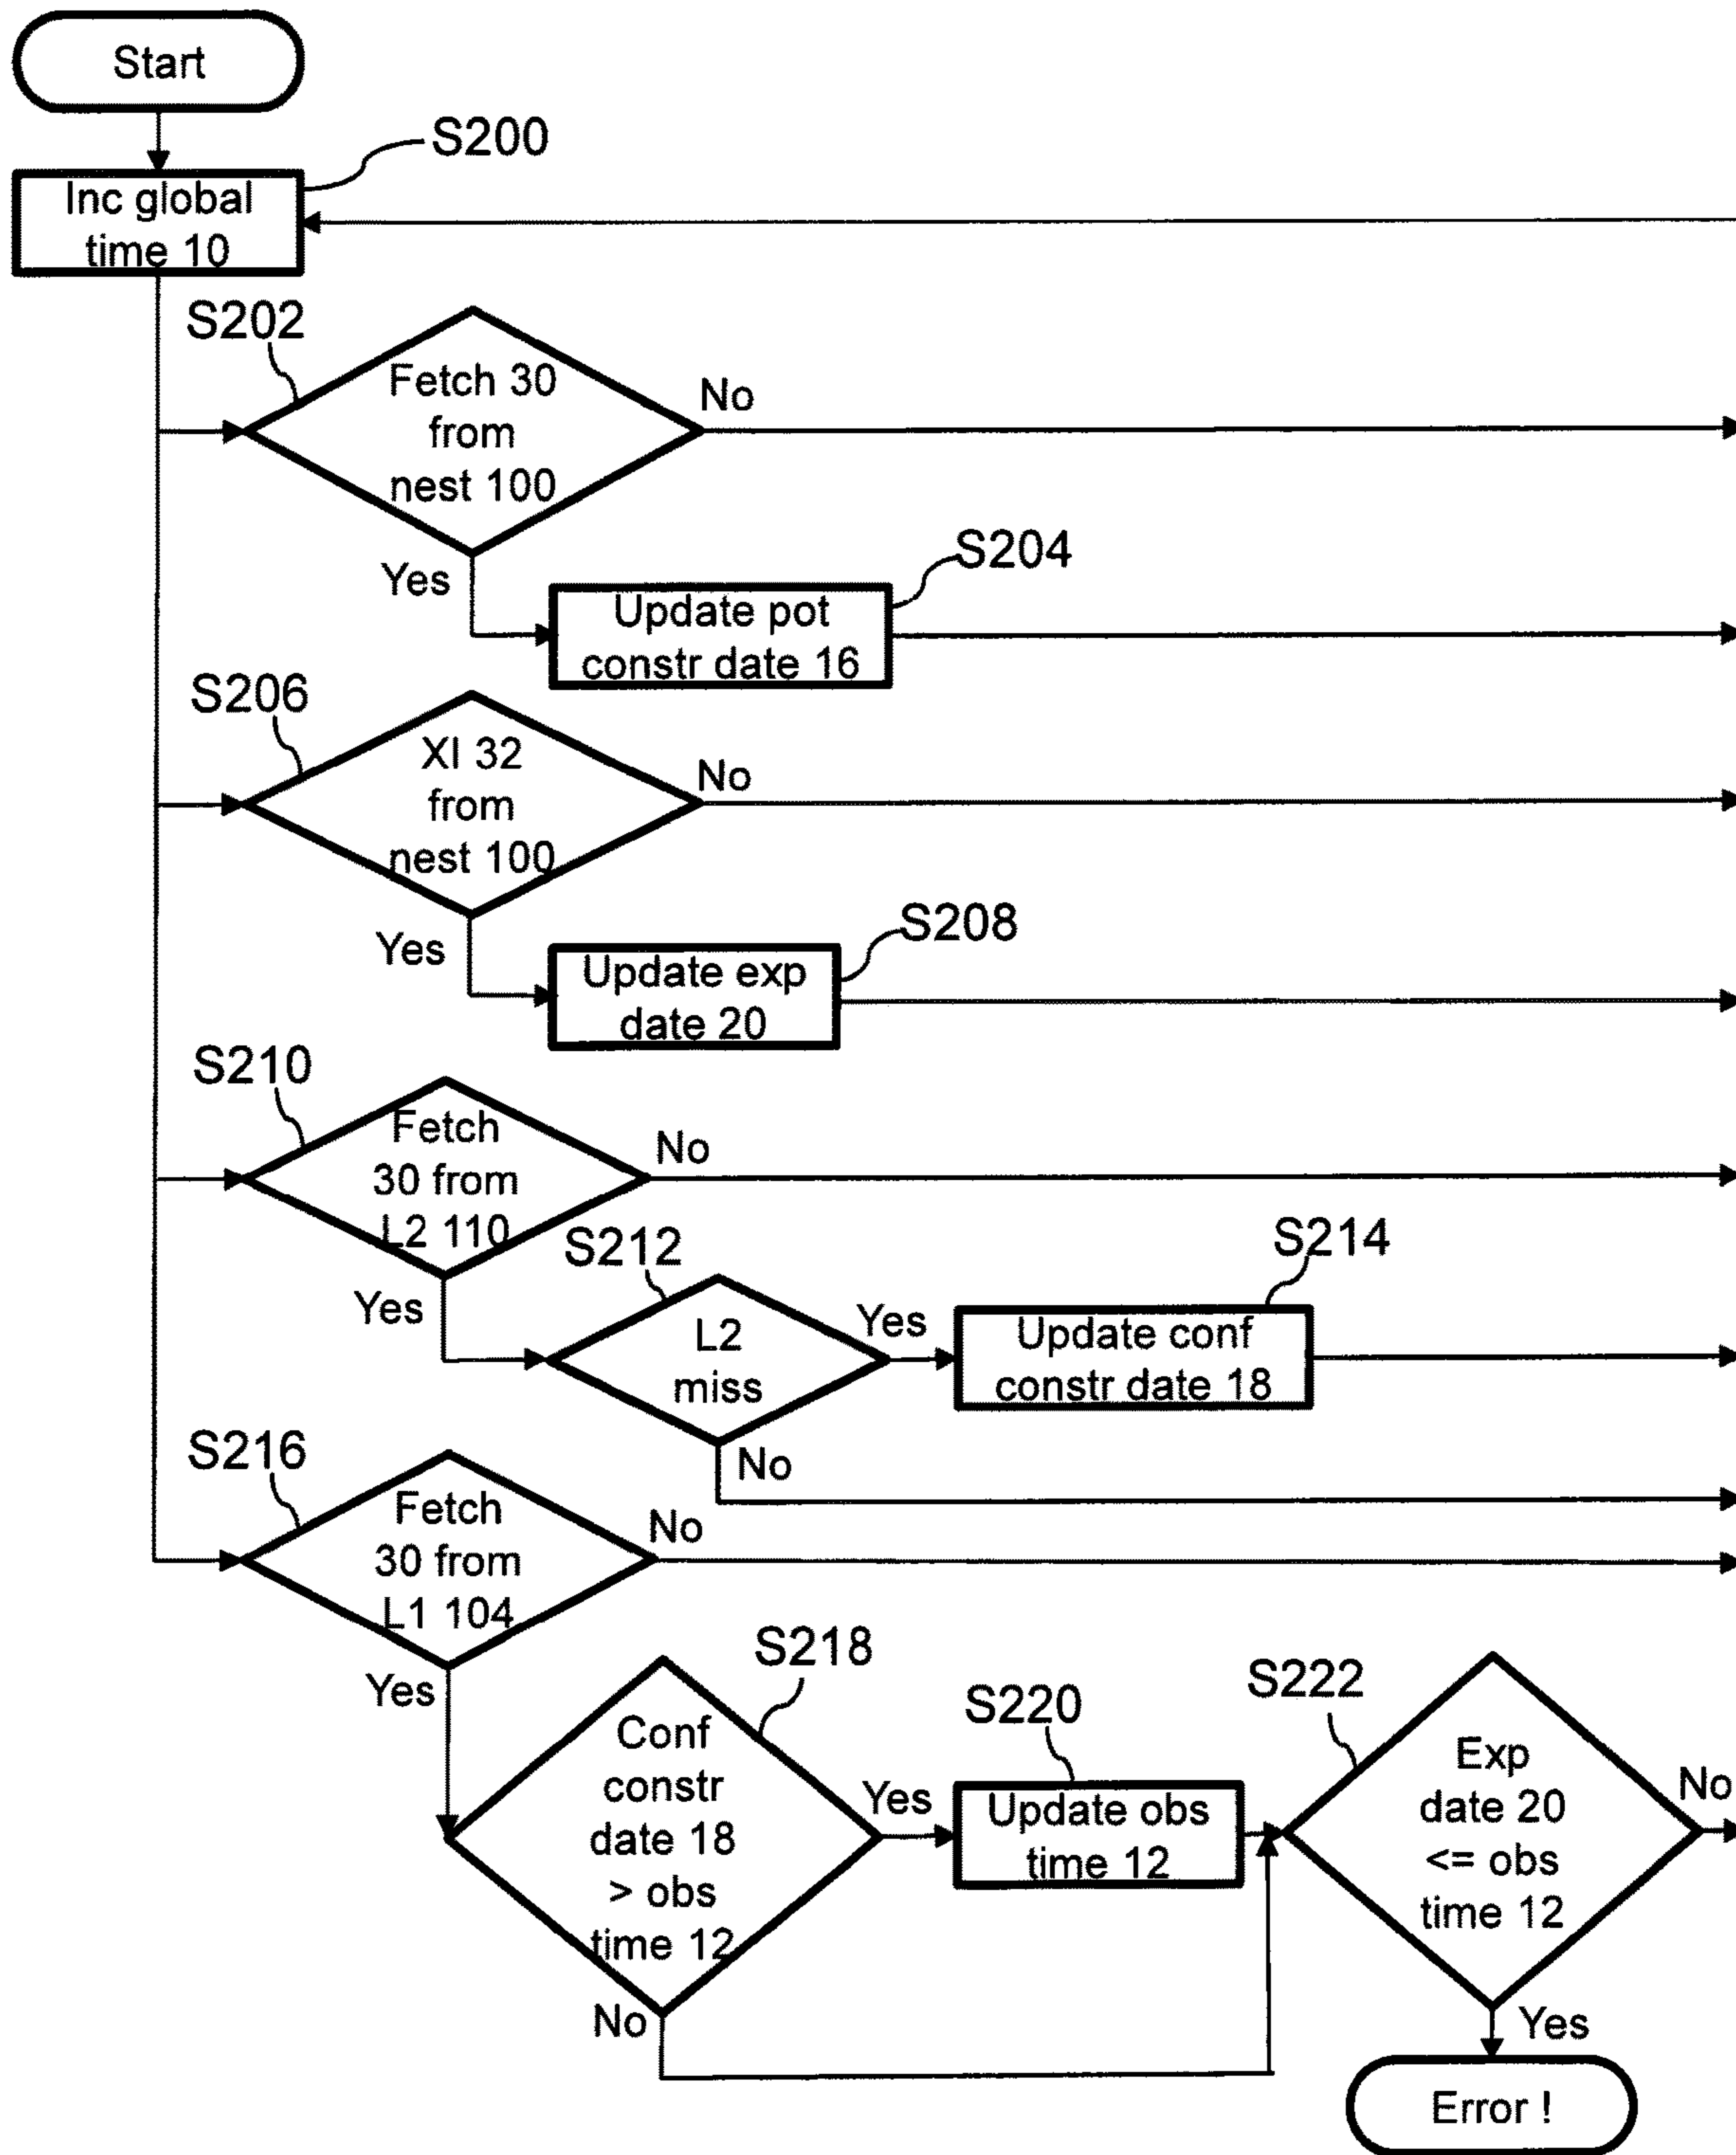 Start
S200
Inc global
time 10
S202
Fetch 30
from
nest 100
No
Yes
S204
Update pot
constr date 16
S206
XI 32
from
nest 100
No
Yes
S208
Update exp
date 20
S210
Fetch
30 from
L2 110
No
Yes
S212
L2
miss
Yes
No
S214
Update conf
constr date 18
S216
Fetch
30 from
L1 104
No
Yes
S218
Conf
constr
date 18
> obs
time 12
Yes
No
S220
Update obs
time 12
S222
Exp
date 20
<= obs
time 12
No
Yes
Error !